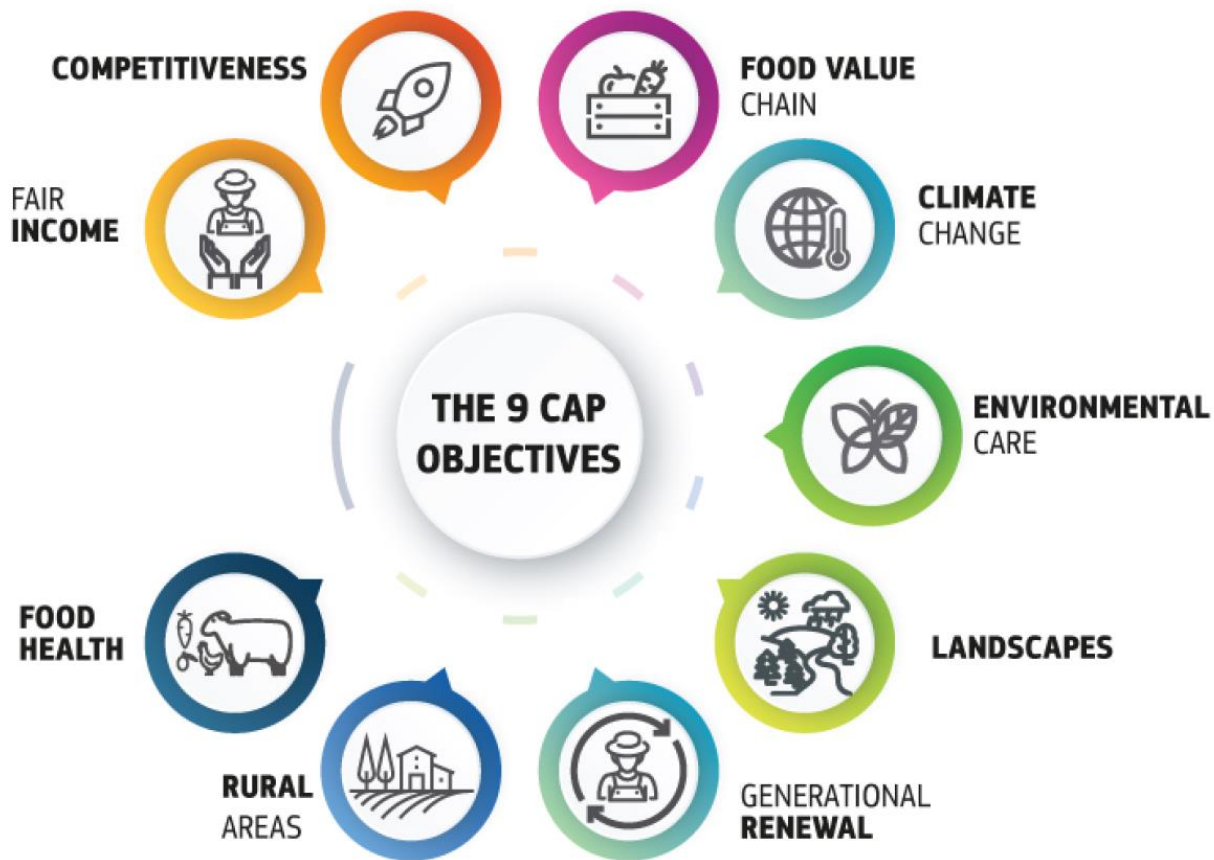 COMPETITIVENESS
FOOD VALUE
CHAIN
FAIR
INCOME
CLIMATE
CHANGE
THE 9 CAP
OBJECTIVES
ENVIRONMENTAL
CARE
FOOD
HEALTH
LANDSCAPES
RURAL
AREAS
GENERATIONAL
RENEWAL